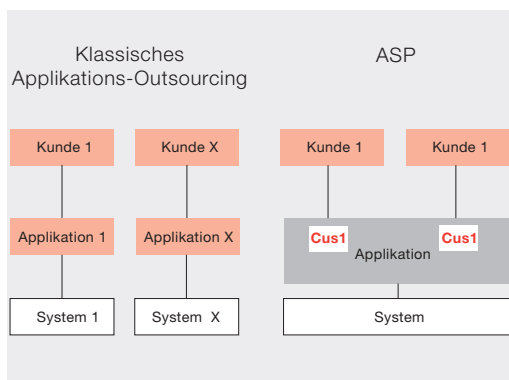 Klassisches
Applikations-Outsourcing
ASP
Kunde 1
Kunde X
Kunde 1
Kunde 1
Applikation 1
Applikation X
Cus1
Cus1
Applikation
System 1
System X
System